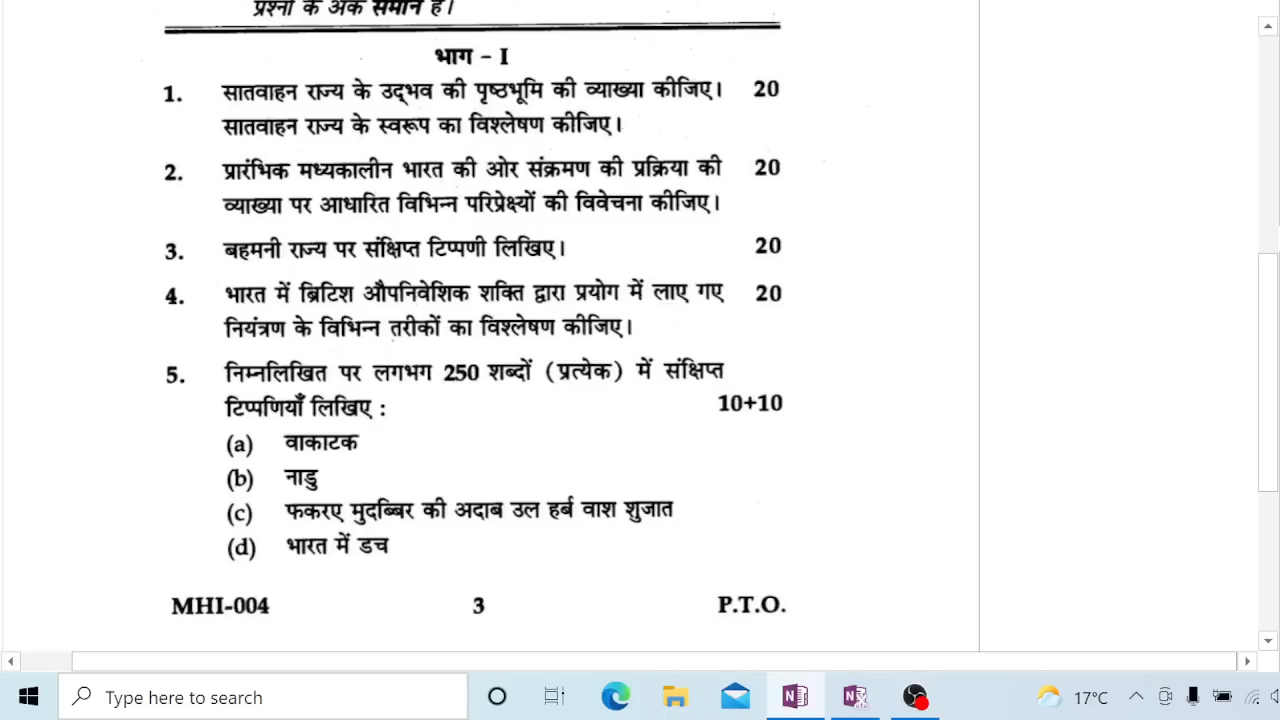 प्रश्नों के अंक समान हैं।
भाग - I
1. सातवाहन राज्य के उद्‌भव की पृष्ठभूमि की व्याख्या कीजिए। 20
सातवाहन राज्य के स्वरूप का विश्लेषण कीजिए।
2. प्रारंभिक मध्यकालीन भारत की ओर संक्रमण की प्रक्रिया की 20
व्याख्या पर आधारित विभिन्न परिप्रेक्ष्यों की विवेचना कीजिए।
3. बहमनी राज्य पर संक्षिप्त टिप्पणी लिखिए। 20
4. भारत में ब्रिटिश औपनिवेशिक शक्ति द्वारा प्रयोग में लाए गए 20
नियंत्रण के विभिन्न तरीकों का विश्लेषण कीजिए।
5. निम्नलिखित पर लगभग 250 शब्दों (प्रत्येक) में संक्षिप्त
टिप्पणियाँ लिखिए : 10+10
(a) वाकाटक
(b) नाडु
(c) फकरए मुदब्बिर की अदाब उल हर्ब वाश शुजात
(d) भारत में डच
MHI-004 3 P.T.O.
Type here to search
17°